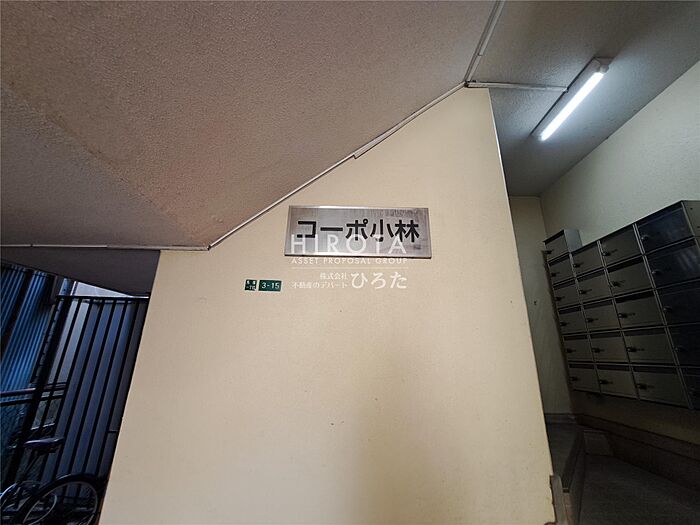 コーポ小林
HIROTA
ASSET PROPOSAL GROUP
株式会社
不動産のデパート ひろた
3-15